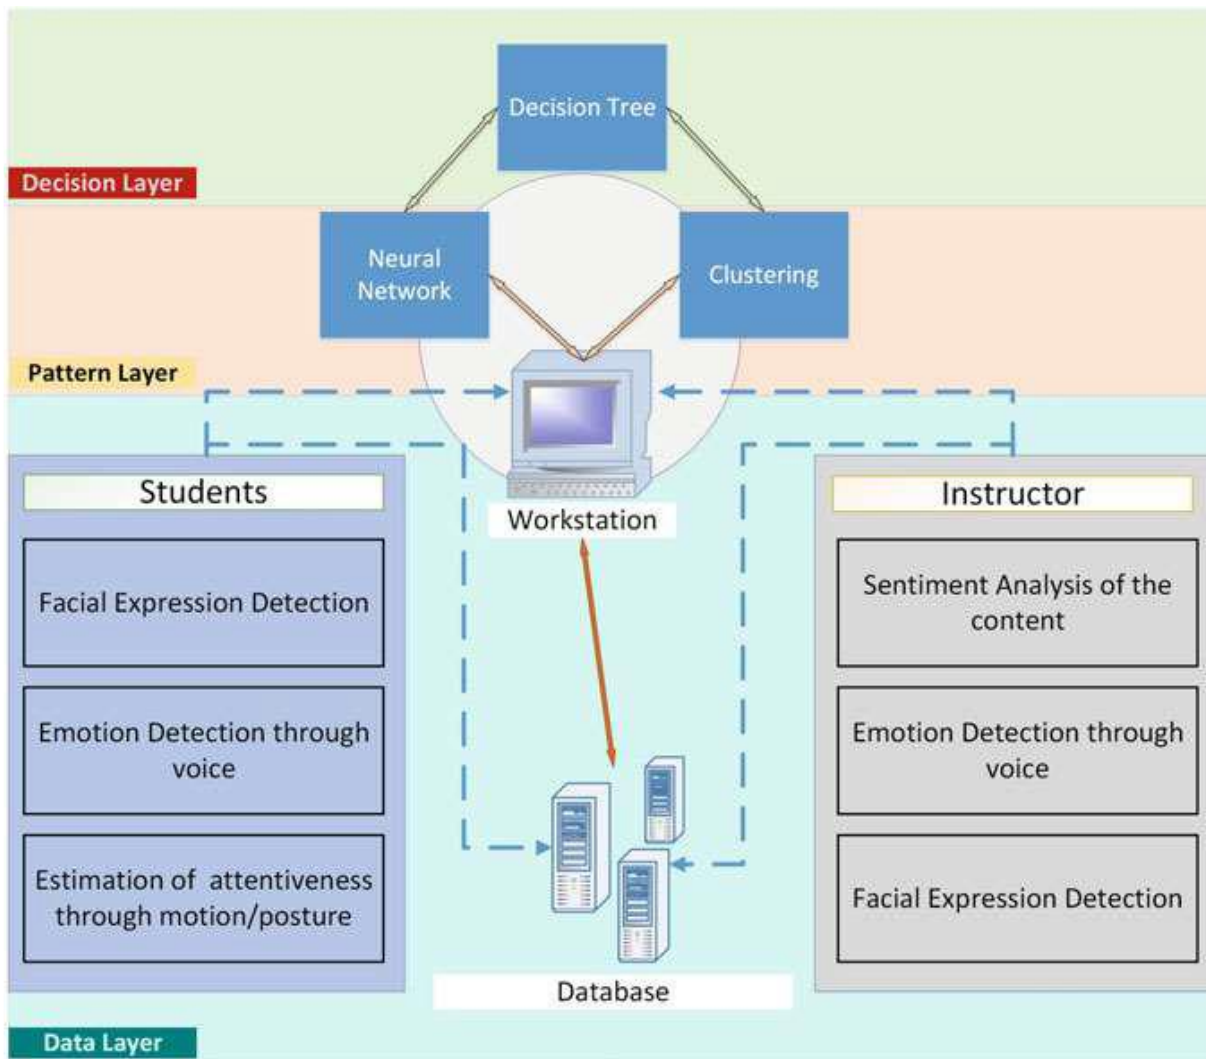 Decision Tree
Decision Layer
Neural
Network
Clustering
Pattern Layer
Students
Instructor
Workstation
Facial Expression Detection
Sentiment Analysis of the
content
Emotion Detection through
voice
Emotion Detection through
voice
Estimation of attentiveness
through motion/posture
Facial Expression Detection
Database
Data Layer